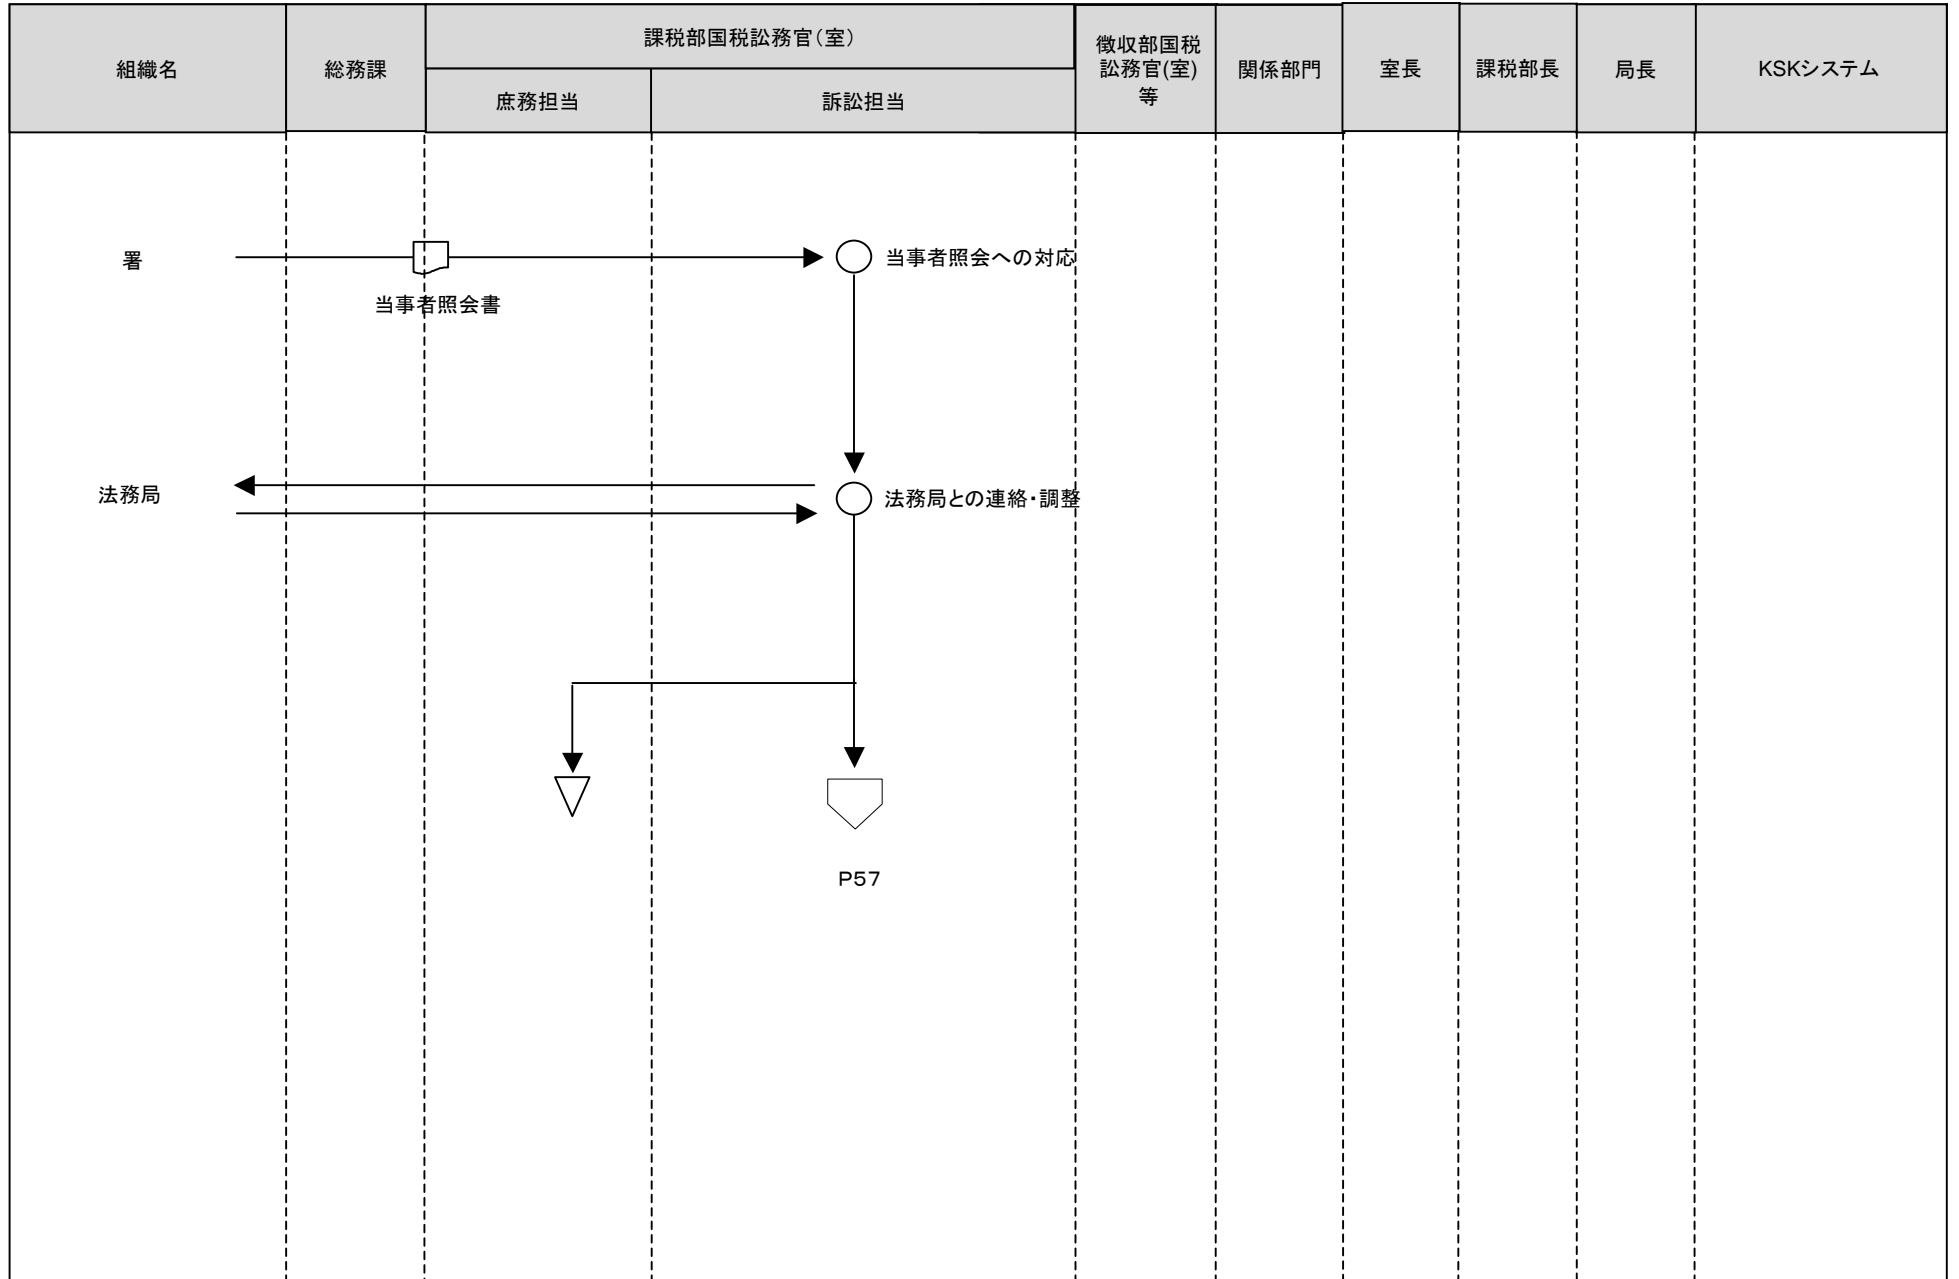 組織名
総務課
課税部国税訟務官（室）
庶務担当
訴訟担当
徴収部国税
訟務官(室)
等
関係部門
室長
課税部長
局長
KSKシステム
署
当事者照会への対応
当事者照会書
法務局
法務局との連絡・調整
P57